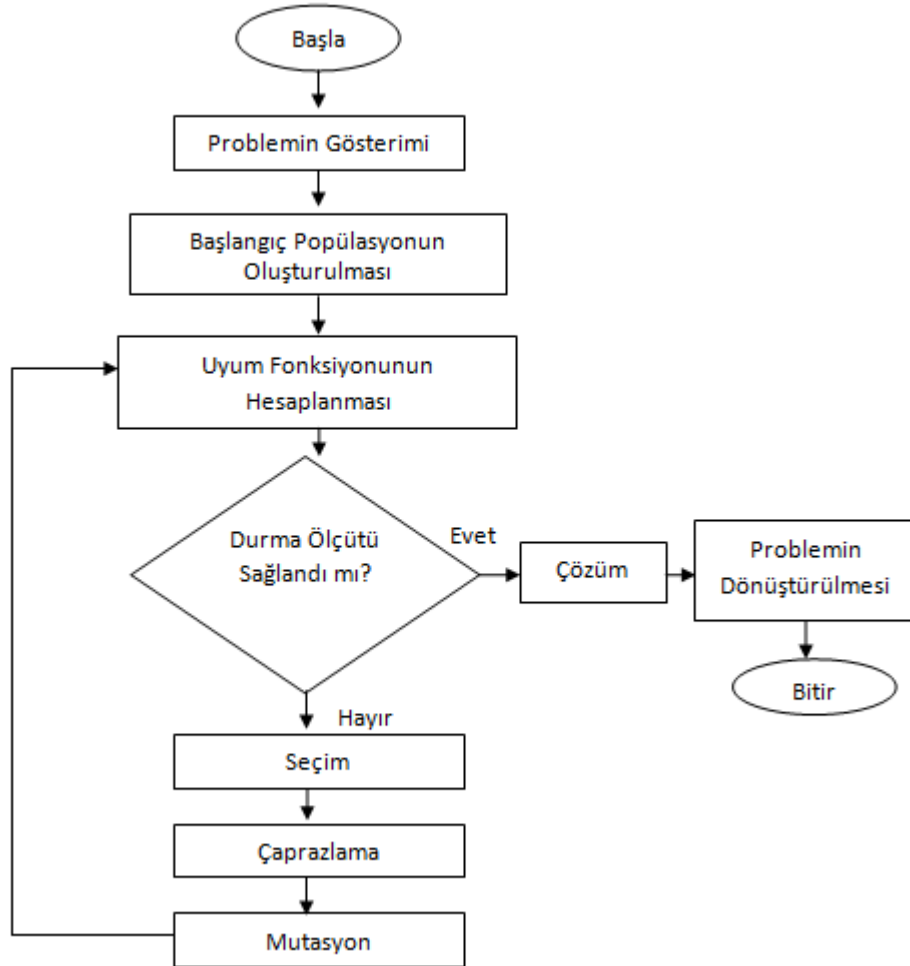 Başla
Problemin Gösterimi
Başlangıç Popülasyonun
Oluşturulması
Uyum Fonksiyonunun
Hesaplanması
Durma Ölçütü
Sağlandı mı?
Evet
Çözüm
Problemin
Dönüştürülmesi
Bitir
Hayır
Seçim
Çaprazlama
Mutasyon